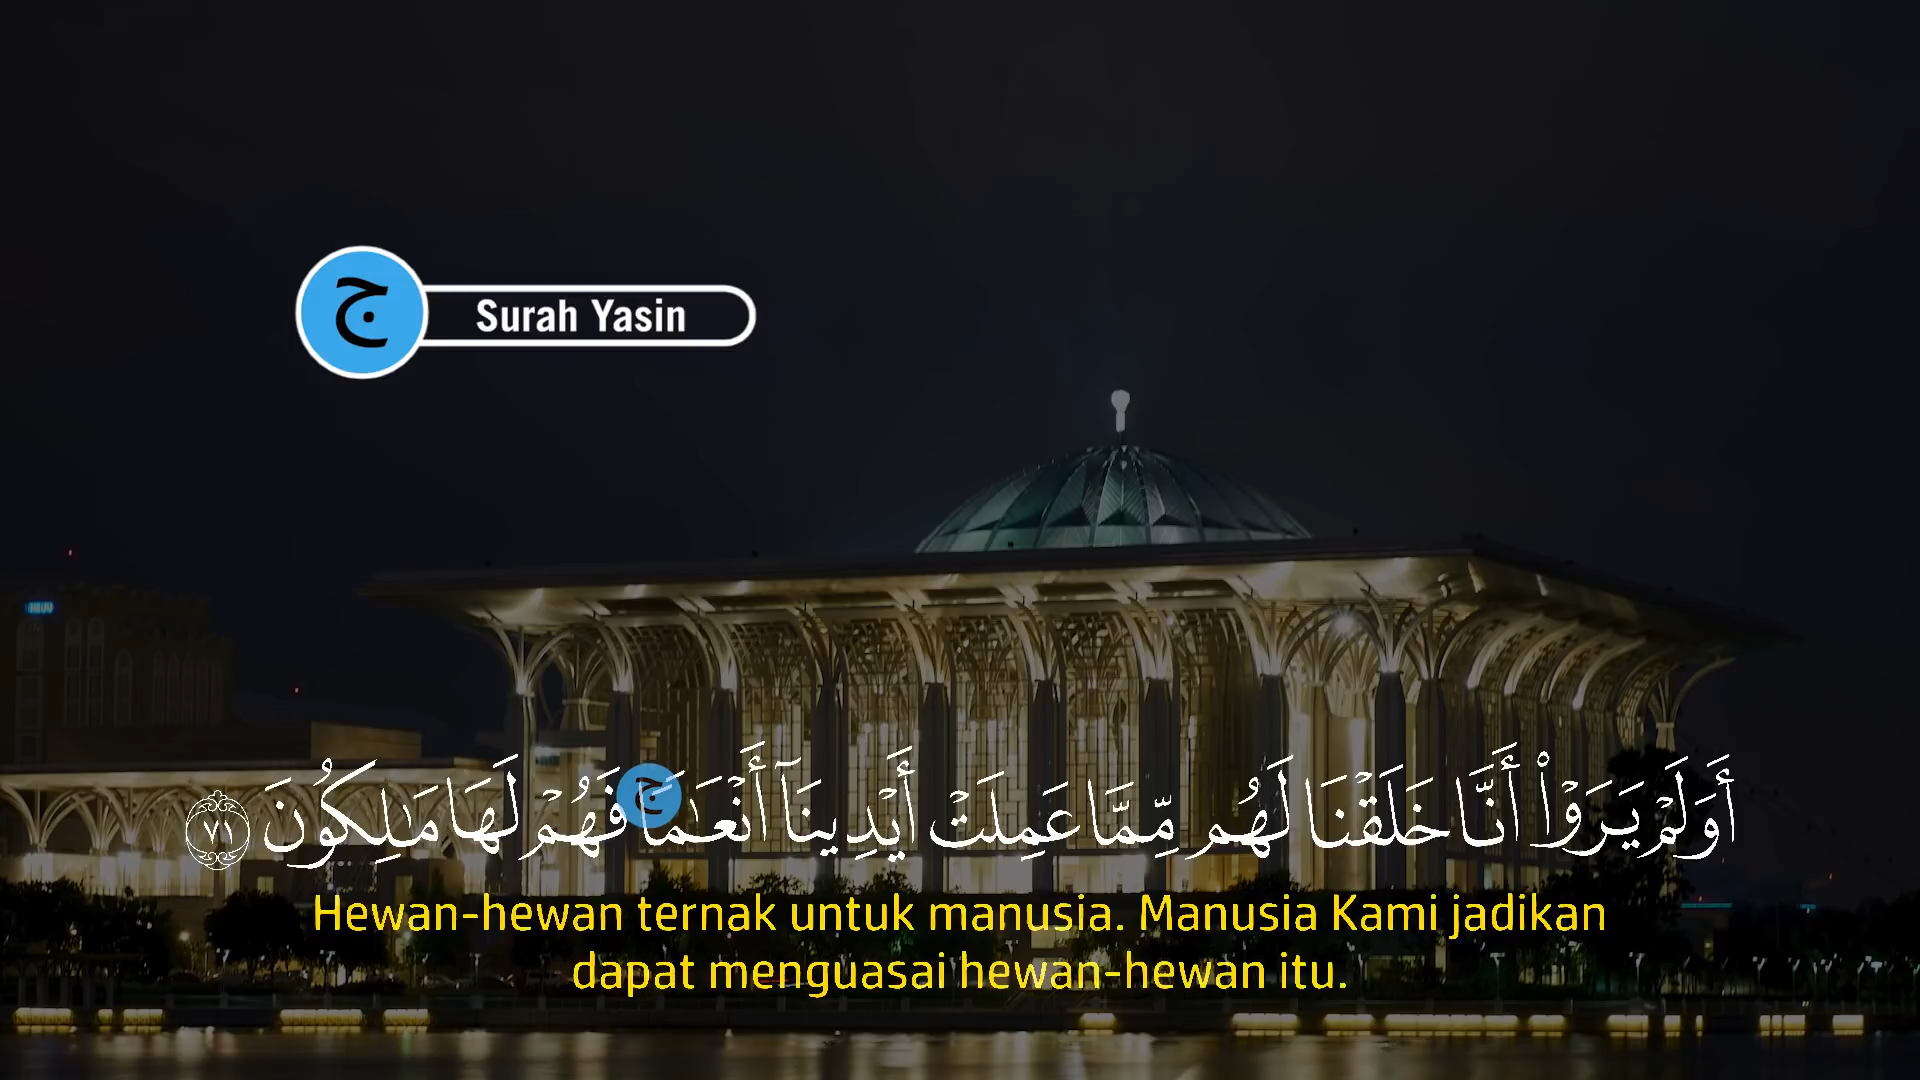 ج
Surah Yasin
أَوَلَمْ يَرَوْا۟ أَنَّا خَلَقْنَا لَهُم مِّمَّا عَمِلَتْ أَيْدِينَآ أَنْعَـٰمًا ج فَهُمْ لَهَا مَـٰلِكُونَ ٧١
Hewan-hewan ternak untuk manusia. Manusia Kami jadikan
dapat menguasai hewan-hewan itu.